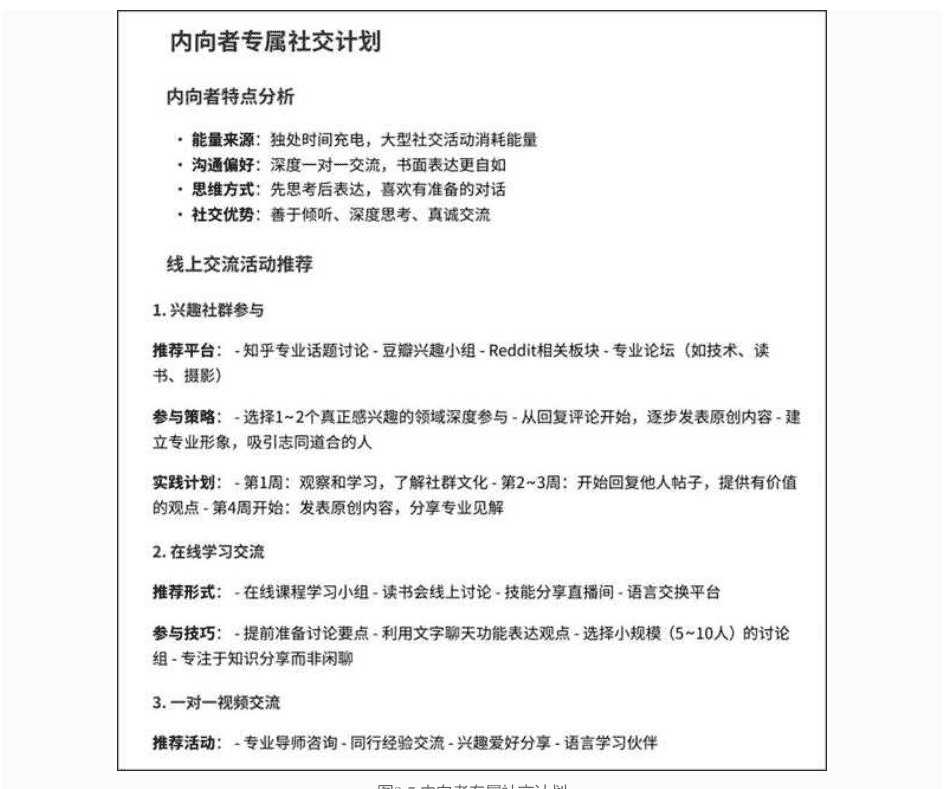 内向者专属社交计划
内向者特点分析
• 能量来源：独处时间充电，大型社交活动消耗能量
• 沟通偏好：深度一对一交流，书面表达更自如
• 思维方式：先思考后表达，喜欢有准备的对话
• 社交优势：善于倾听、深度思考、真诚交流
线上交流活动推荐
1. 兴趣社群参与
推荐平台： - 知乎专业话题讨论 - 豆瓣兴趣小组 - Reddit相关板块 - 专业论坛（如技术、读
书、摄影）
参与策略： - 选择1~2个真正感兴趣的领域深度参与 - 从回复评论开始，逐步发表原创内容 - 建
立专业形象，吸引志同道合的人
实践计划： - 第1周：观察和学习，了解社群文化 - 第2~3周：开始回复他人帖子，提供有价值
的观点 - 第4周开始：发表原创内容，分享专业见解
2. 在线学习交流
推荐形式： - 在线课程学习小组 - 读书会线上讨论 - 技能分享直播间 - 语言交换平台
参与技巧： - 提前准备讨论要点 - 利用文字聊天功能表达观点 - 选择小规模（5~10人）的讨论
组 - 专注于知识分享而非闲聊
3. 一对一视频交流
推荐活动： - 专业导师咨询 - 同行经验交流 - 兴趣爱好分享 - 语言学习伙伴
内向者专属社交计划